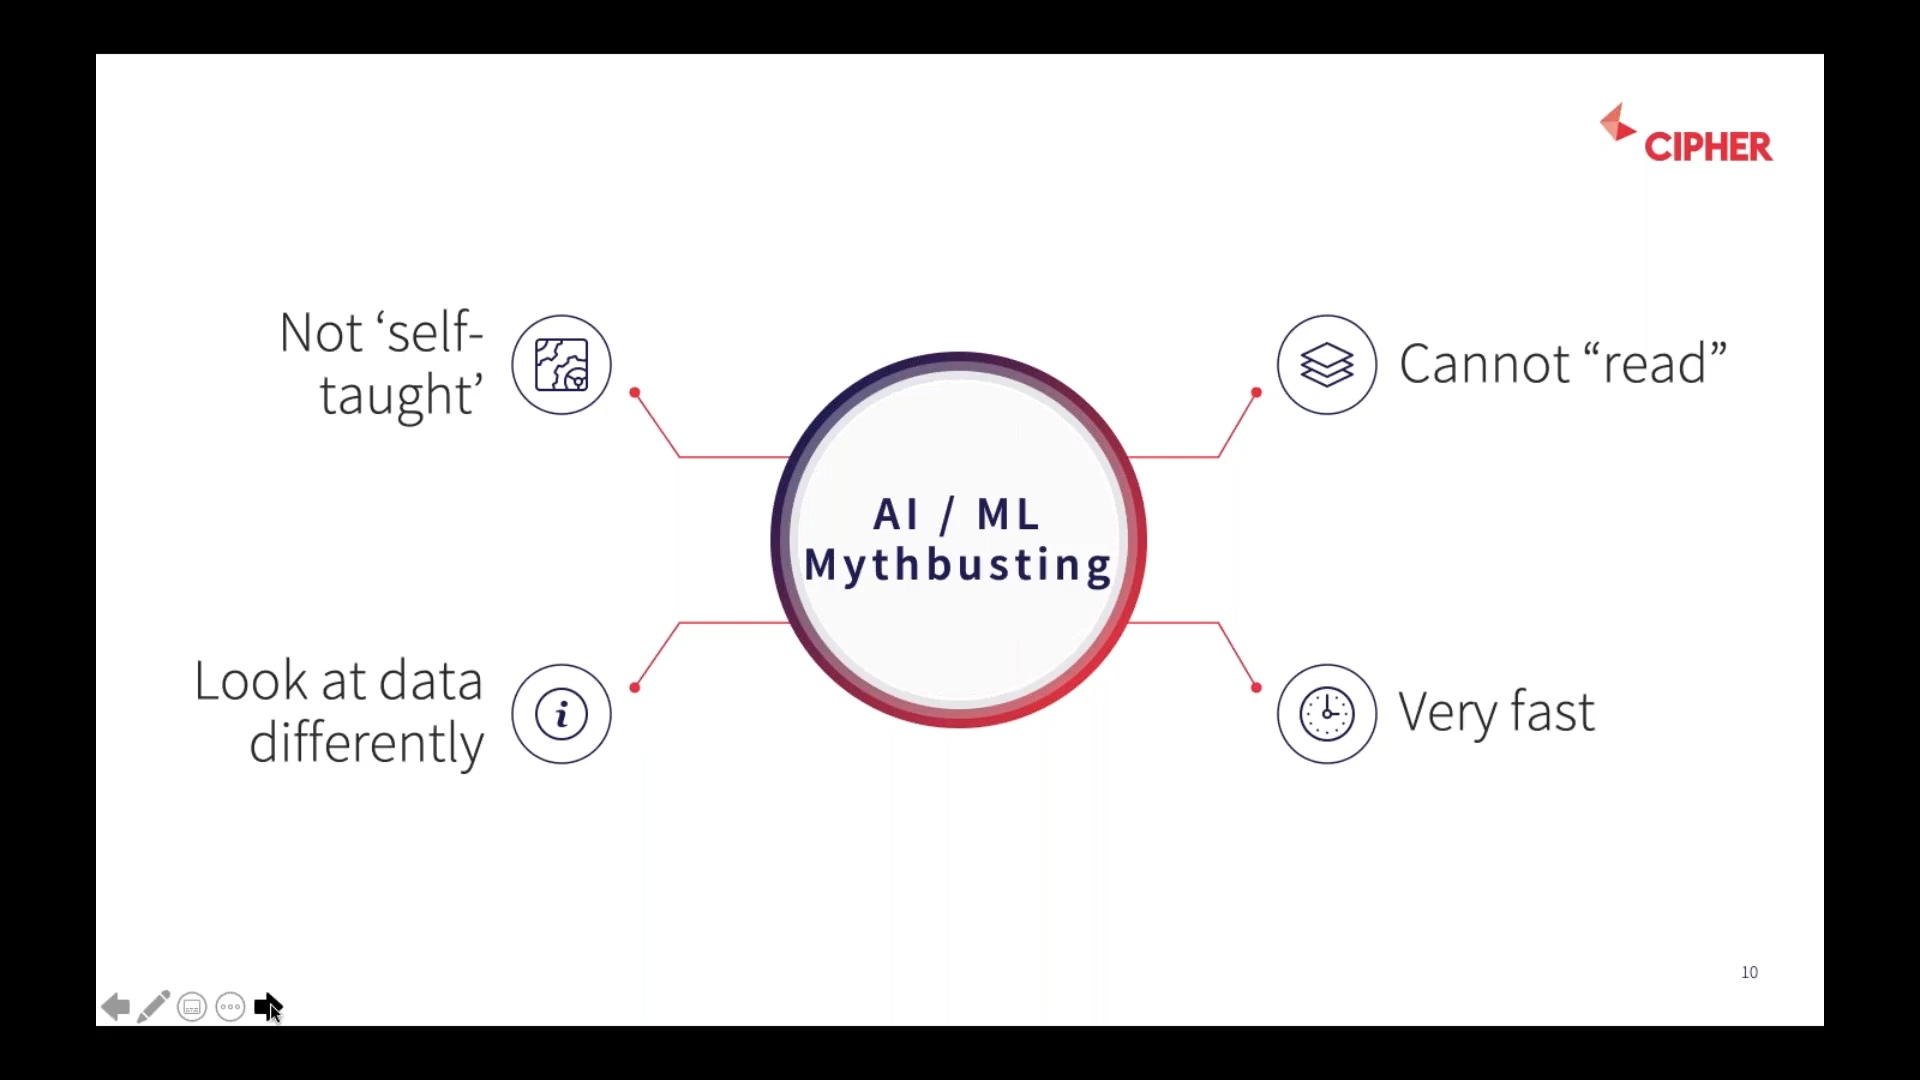 CIPHER
Not ‘self-
taught’
Cannot “read”
AI / ML
Mythbusting
Look at data
differently
i
Very fast
10